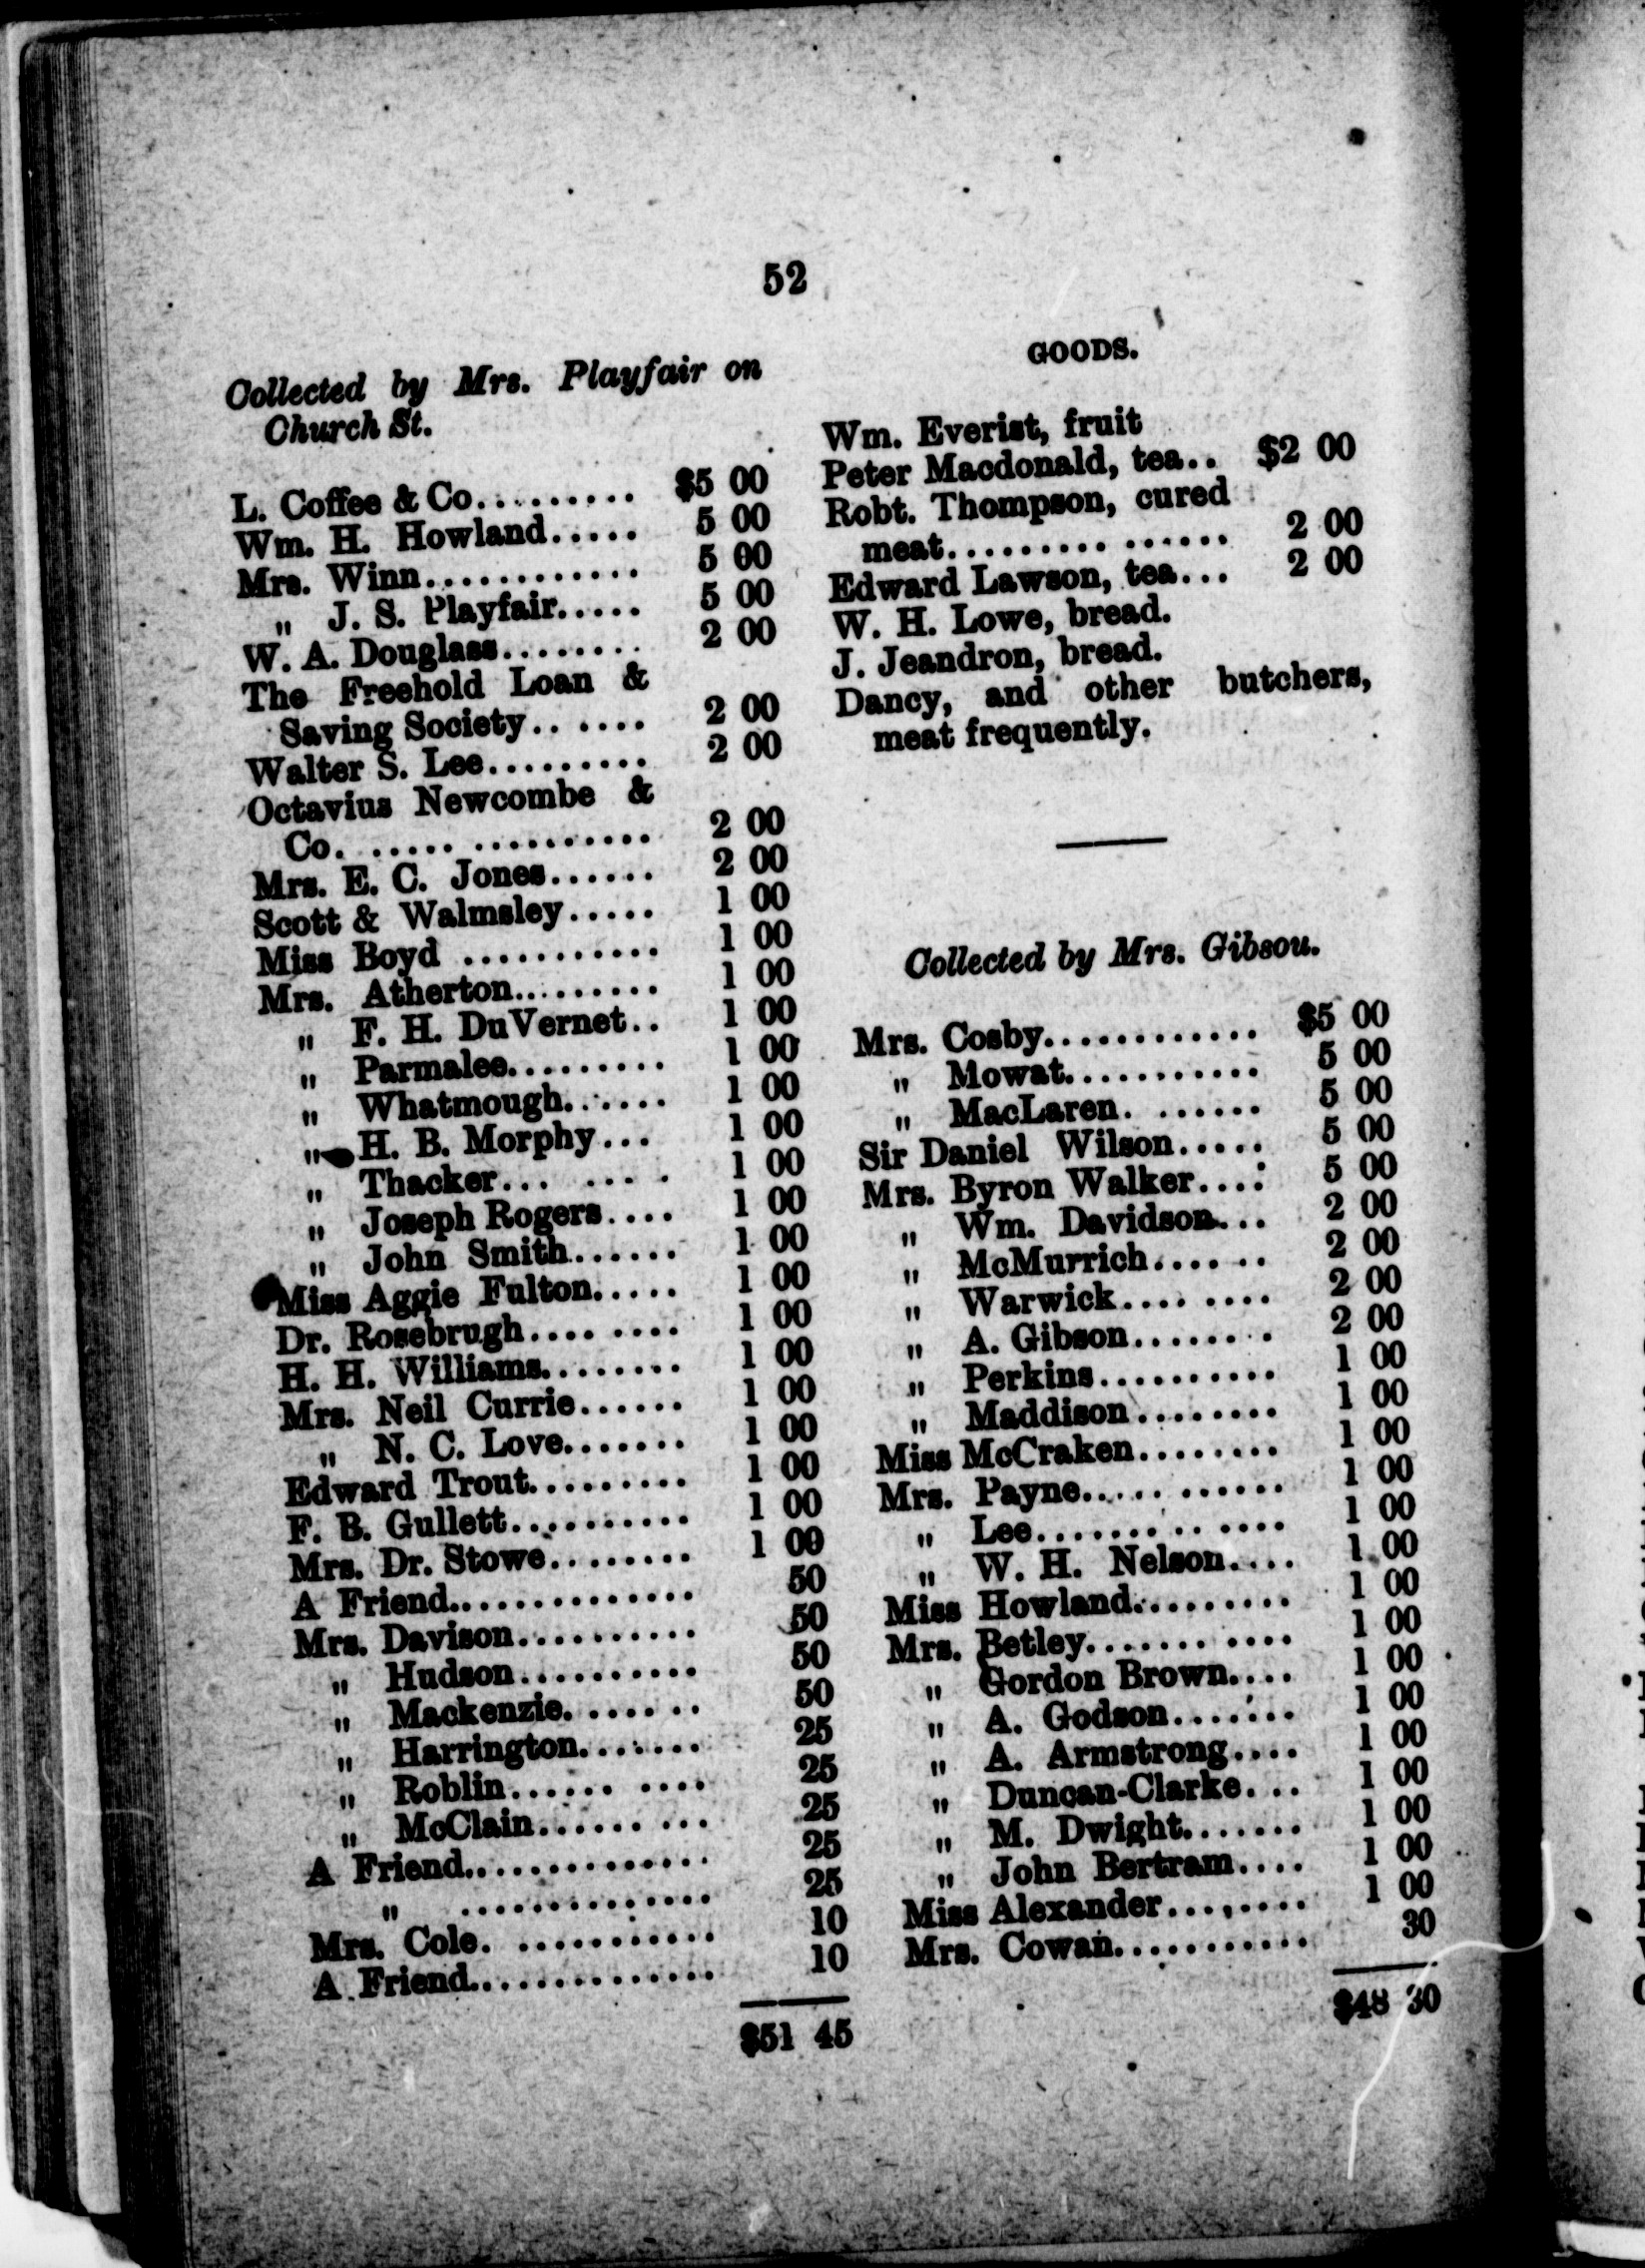 52
Collected by Mrs. Playfair on
Church St.
L. Coffee & Co......... $5 00
Wm. H. Howland..... 5 00
Mrs. Winn............ 5 00
" J. S. Playfair..... 5 00
W. A. Douglass........ 2 00
The Freehold Loan &
Saving Society....... 2 00
Walter S. Lee......... 2 00
Octavius Newcombe &
Co................... 2 00
Mrs. E. C. Jones...... 2 00
Scott & Walmsley..... 1 00
Miss Boyd ........... 1 00
Mrs. Atherton......... 1 00
" F. H. DuVernet.. 1 00
" Parmalee......... 1 00
" Whatmough....... 1 00
" H. B. Morphy... 1 00
" Thacker... .... 1 00
" Joseph Rogers.... 1 00
" John Smith....... 1 00
Miss Aggie Fulton..... 1 00
Dr. Rosebrugh......... 1 00
H. H. Williams........ 1 00
Mrs. Neil Currie...... 1 00
" N. C. Love....... 1 00
Edward Trout......... 1 00
F. B. Gullett........... 1 00
Mrs. Dr. Stowe........ 1 00
A Friend.............. 50
Mrs. Davison.......... 50
" Hudson.......... 50
" Mackenzie........ 50
" Harrington....... 25
" Roblin...... .... 25
" McClain...... ... 25
A Friend.............. 25
" .............. 25
Mrs. Cole. ........... 10
A Friend.............. 10
$51 45
GOODS.
Wm. Everist, fruit
Peter Macdonald, tea.. $2 00
Robt. Thompson, cured
meat......... ...... 2 00
Edward Lawson, tea... 2 00
W. H. Lowe, bread.
J. Jeandron, bread.
Dancy, and other butchers,
meat frequently.
Collected by Mrs. Gibsou.
Mrs. Cosby............ $5 00
" Mowat........... 5 00
" MacLaren. ...... 5 00
Sir Daniel Wilson..... 5 00
Mrs. Byron Walker.... 5 00
" Wm. Davidson... 2 00
" McMurrich...... 2 00
" Warwick........ 2 00
" A. Gibson........ 2 00
" Perkins.......... 1 00
" Maddison........ 1 00
Miss McCraken........ 1 00
Mrs. Payne..... ...... 1 00
" Lee....... .. .... 1 00
" W. H. Nelson.... 1 00
Miss Howland......... 1 00
Mrs. Betley....... .... 1 00
" Gordon Brown.... 1 00
" A. Godson....... 1 00
" A. Armstrong.... 1 00
" Duncan-Clarke... 1 00
" M. Dwight....... 1 00
" John Bertram.... 1 00
Miss Alexander........ 1 00
Mrs. Cowan........... 30
$48 30